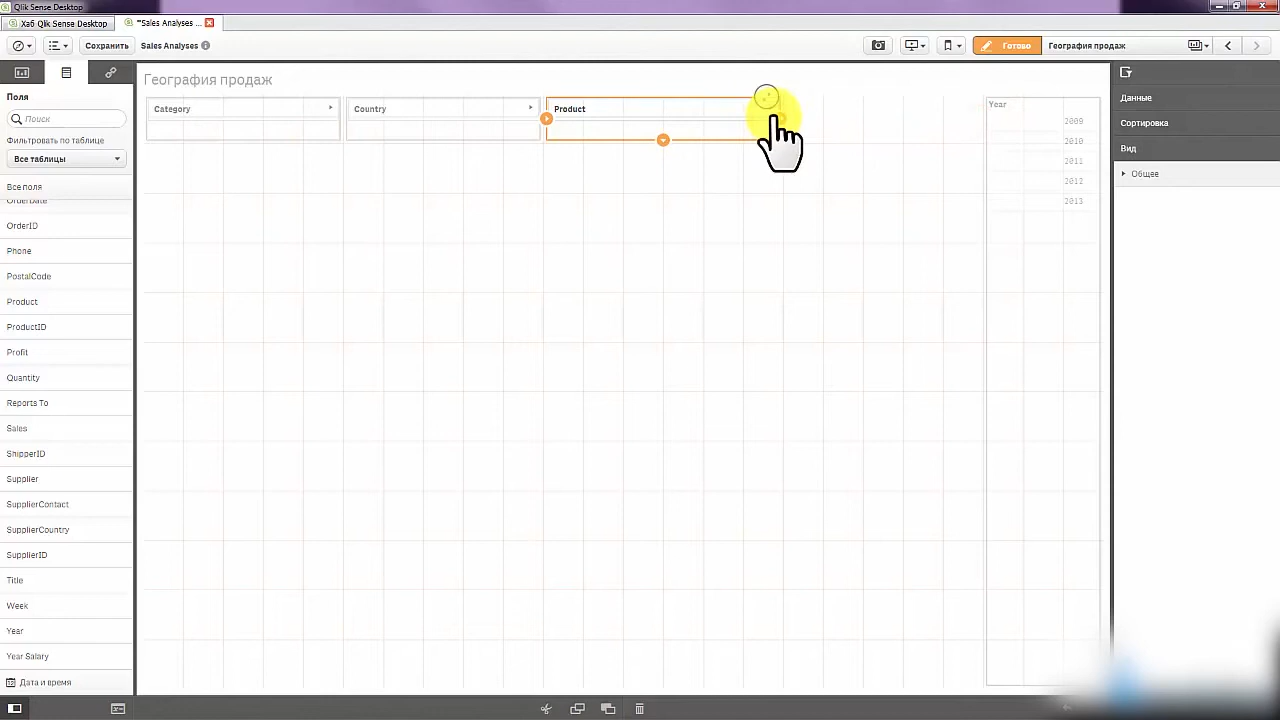 Qlik Sense Desktop
Хаб Qlik Sense Desktop
*Sales Analyses ...
Сохранить
Sales Analyses
Готово
География продаж
Поля
Поиск
Фильтровать по таблице
Все таблицы
Все поля
OrderDate
OrderID
Phone
PostalCode
Product
ProductID
Profit
Quantity
Reports To
Sales
ShipperID
Supplier
SupplierContact
SupplierCountry
SupplierID
Title
Week
Year
Year Salary
Дата и время
География продаж
Category
Country
Product
Year
2009
2010
2011
2012
2013
Данные
Сортировка
Вид
Общее